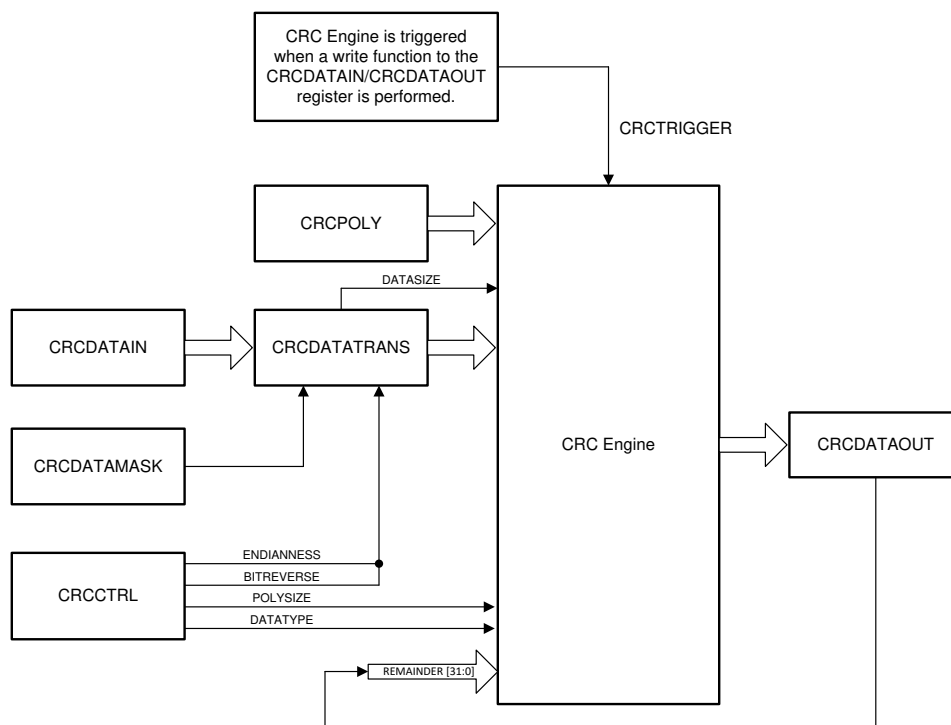 CRC Engine is triggered
when a write function to the
CRCDATAIN/CRCDATAOUT
register is performed.
CRCTRIGGER
CRCPOLY
DATASIZE
CRCDATAIN
CRCDATATRANS
CRCDATAMASK
CRC Engine
CRCDATAOUT
ENDIANNESS
BITREVERSE
CRCCTRL
POLYSIZE
DATATYPE
REMAINDER [31:0]